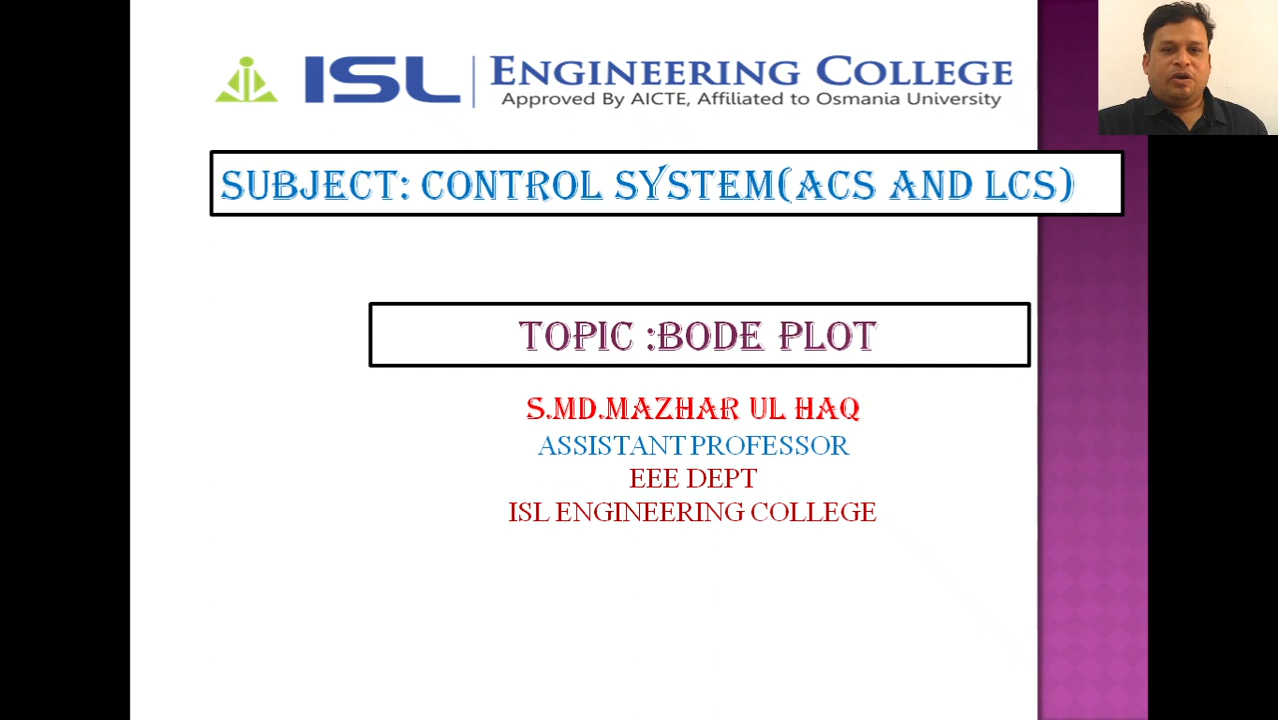 ISL ENGINEERING COLLEGE
Approved By AICTE, Affiliated to Osmania University
SUBJECT: CONTROL SYSTEM(ACS AND LCS)
TOPIC :BODE PLOT
S.MD.MAZHAR UL HAQ
ASSISTANT PROFESSOR
EEE DEPT
ISL ENGINEERING COLLEGE